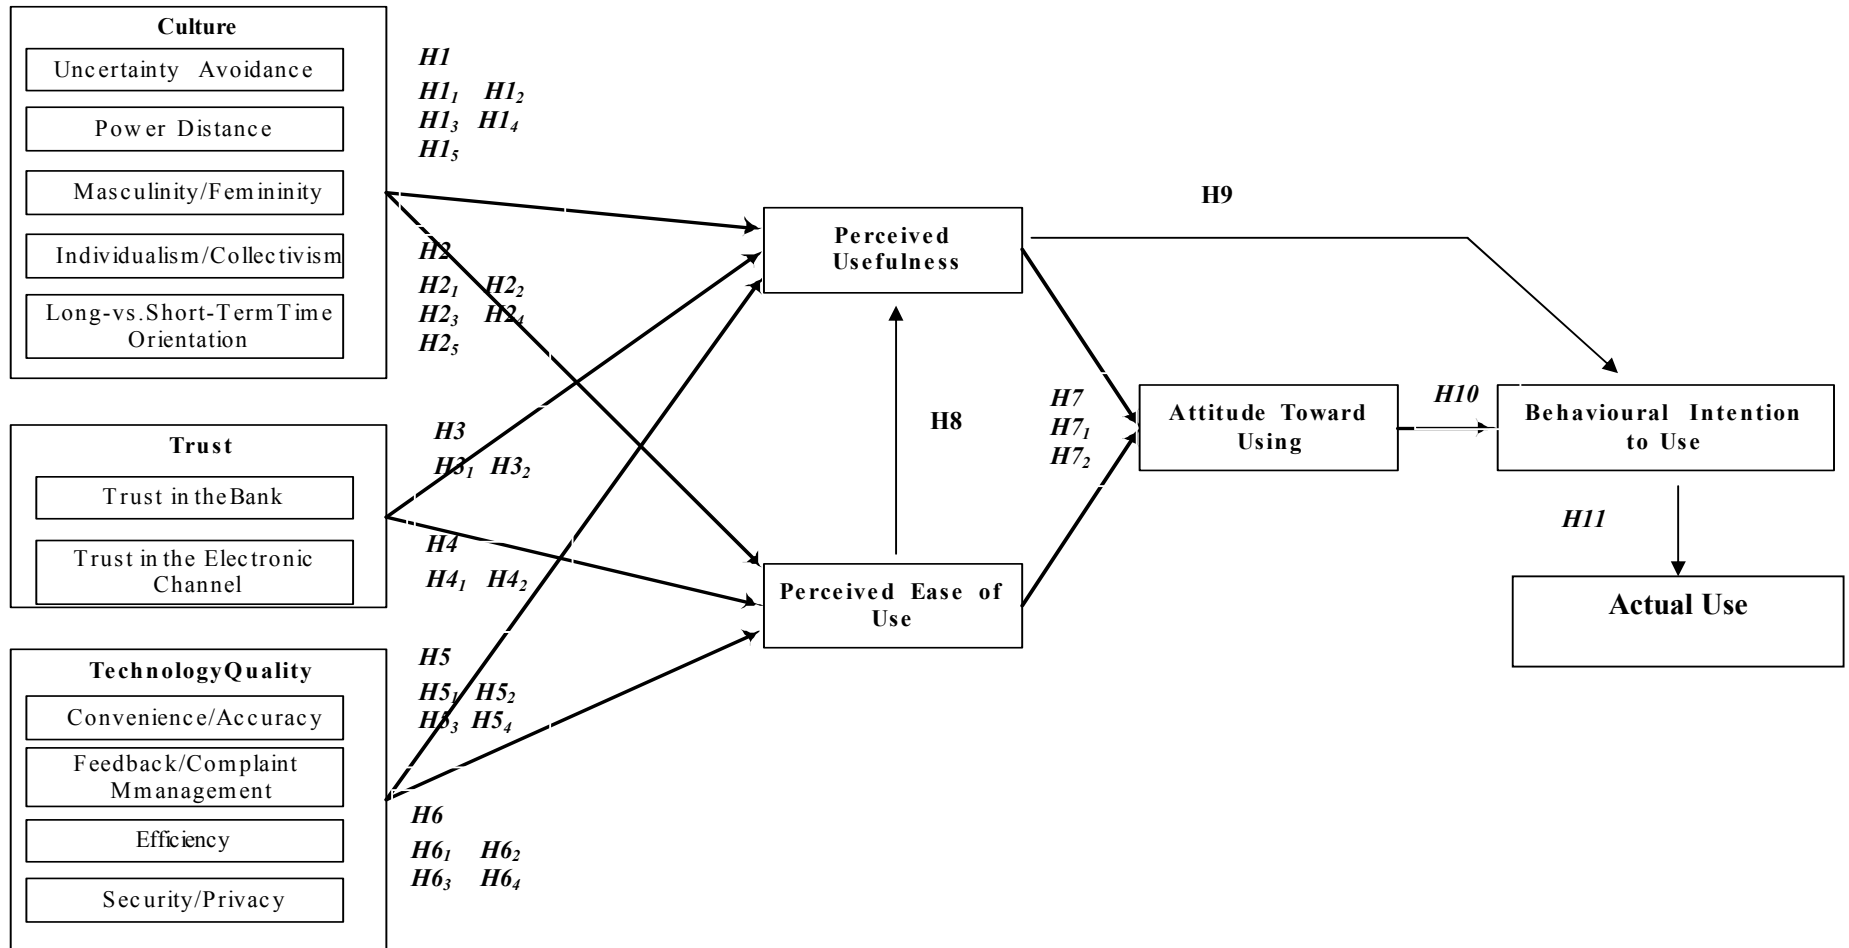 Culture
Uncertainty Avoidance
Power Distance
Masculinity/Femininity
Individualism/Collectivism
Long-vs.Short-TermTime
Orientation
H1
H1₁ H1₂
H1₃ H1₄
H1₅
H2
H2₁ H2₂
H2₃ H2₄
H2₅
Trust
Trust in the Bank
Trust in the Electronic
Channel
H3
H3₁ H3₂
H4
H4₁ H4₂
TechnologyQuality
Convenience/Accuracy
Feedback/Complaint
Mmanagement
Efficiency
Security/Privacy
H5
H5₁ H5₂
H5₃ H5₄
H6
H6₁ H6₂
H6₃ H6₄
Perceived
Usefulness
H8
Perceived Ease of
Use
H9
H7
H7₁
H7₂
Attitude Toward
Using
H10
Behavioural Intention
to Use
H11
Actual Use